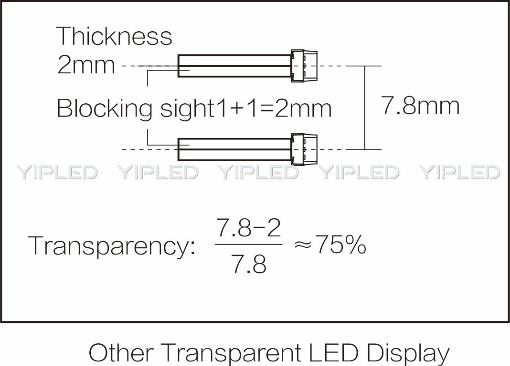 Thickness
2mm
Blocking sight1+1=2mm
7.8mm
YIPLED YIPLED YIPLED YIPLED YIPLED
Transparency: 7.8-2
7.8
≈75%
Other Transparent LED Display